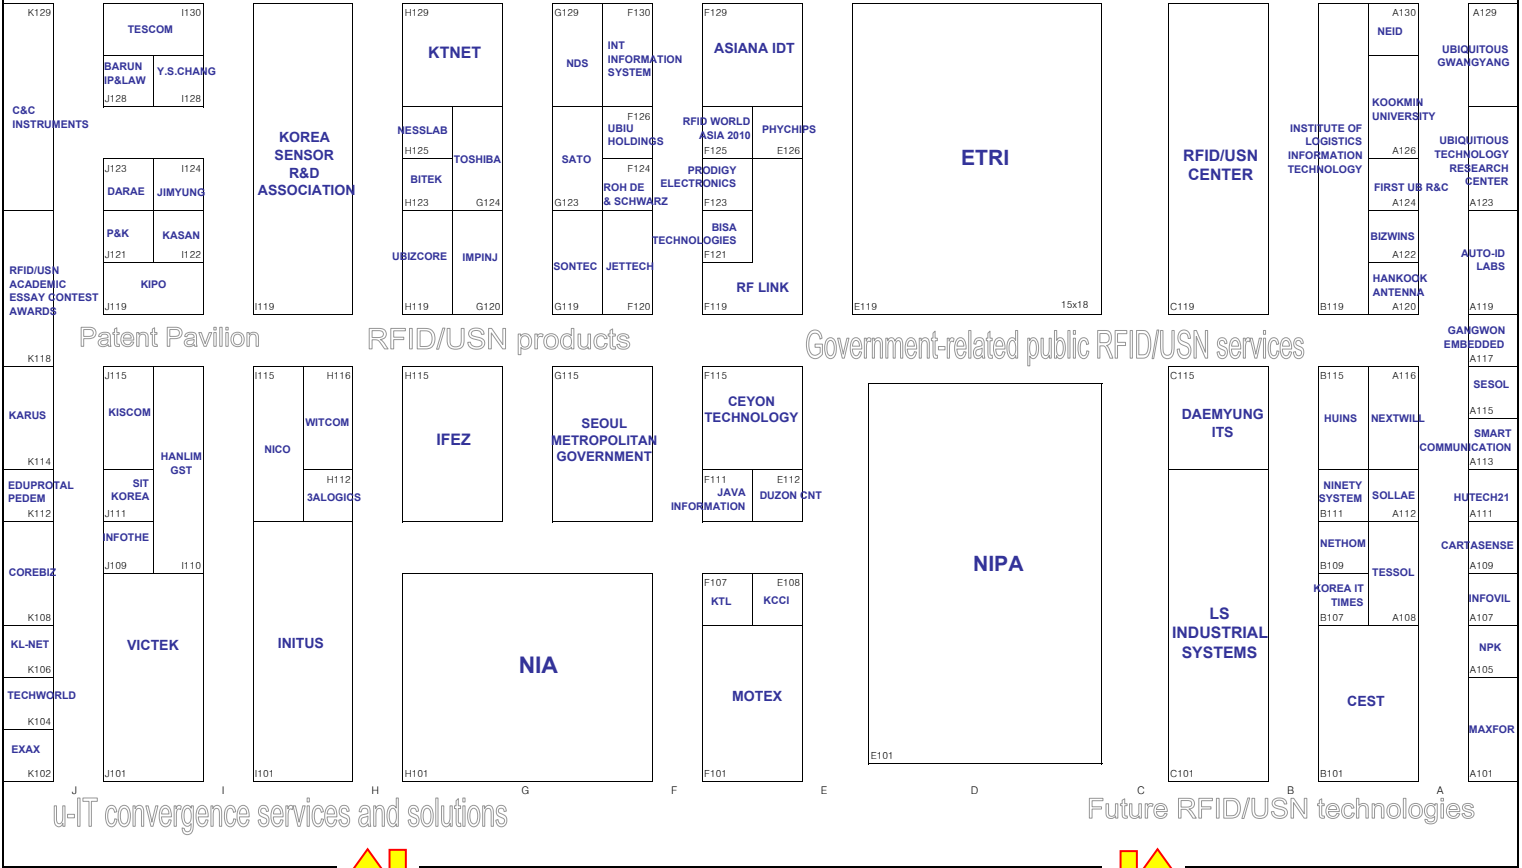 K129
I130
H129
G129
F130
F129
A130
A129
TESCOM
NEID
KTNET
INT
INFORMATION
SYSTEM
NDS
ASIANA IDT
UBIQUITOUS
GWANGYANG
BARUN
IP&LAW
Y.S.CHANG
J128
I128
C&C
INSTRUMENTS
KOREA
SENSOR
R&D
ASSOCIATION
NESSLAB
H125
TOSHIBA
BITEK
H123
G124
SATO
G123
F126
UBIU
HOLDINGS
F124
ROH DE
& SCHWARZ
RFID WORLD
ASIA 2010
F125
PHYCHIPS
E126
PRODIGY
ELECTRONICS
F123
ETRI
RFID/USN
CENTER
INSTITUTE OF
LOGISTICS
INFORMATION
TECHNOLOGY
KOOKMIN
UNIVERSITY
A126
FIRST UB R&C
A124
UBIQUITIOUS
TECHNOLOGY
RESEARCH
CENTER
A123
J123
I124
DARAE
JIMYUNG
P&K
KASAN
J121
I122
KIPO
J119
I119
RFID/USN
ACADEMIC
ESSAY CONTEST
AWARDS
K118
UBIZCORE
IMPINJ
H119
G120
SONTEC
JETTECH
G119
F120
BISA
TECHNOLOGIES
F121
RF LINK
F119
E119
15x18
C119
B119
BIZWINS
A122
HANKOOK
ANTENNA
A120
AUTO-ID
LABS
A119
Patent Pavilion
RFID/USN products
Government-related public RFID/USN services
GANGWON
EMBEDDED
A117
J115
I115
H116
H115
G115
F115
C115
B115
A116
KARUS
K114
KISCOM
HANLIM
GST
NICO
WITCOM
IFEZ
SEOUL
METROPOLITAN
GOVERNMENT
CEYON
TECHNOLOGY
DAEMYUNG
ITS
HUINS
NEXTWILL
SESOL
A115
SMART
COMMUNICATION
A113
EDUPROTAL
PEDEM
K112
SIT
KOREA
J111
H112
3ALOGICS
F111
JAVA
INFORMATION
E112
DUZON CNT
NINETY
SYSTEM
B111
SOLLAE
A112
HUTECH21
A111
INFOTHE
J109
I110
COREBIZ
K108
NETHOM
B109
TESSOL
CARTASENSE
A109
NIPA
F107
E108
KTL
KCCI
KOREA IT
TIMES
B107
A108
INFOVIL
A107
KL-NET
K106
VICTEK
INITUS
NIA
LS
INDUSTRIAL
SYSTEMS
NPK
A105
TECHWORLD
K104
MOTEX
CEST
EXAX
K102
MAXFOR
J101
I101
H101
F101
E101
C101
B101
A101
J
I
H
G
F
E
D
C
B
A
u-IT convergence services and solutions
Future RFID/USN technologies